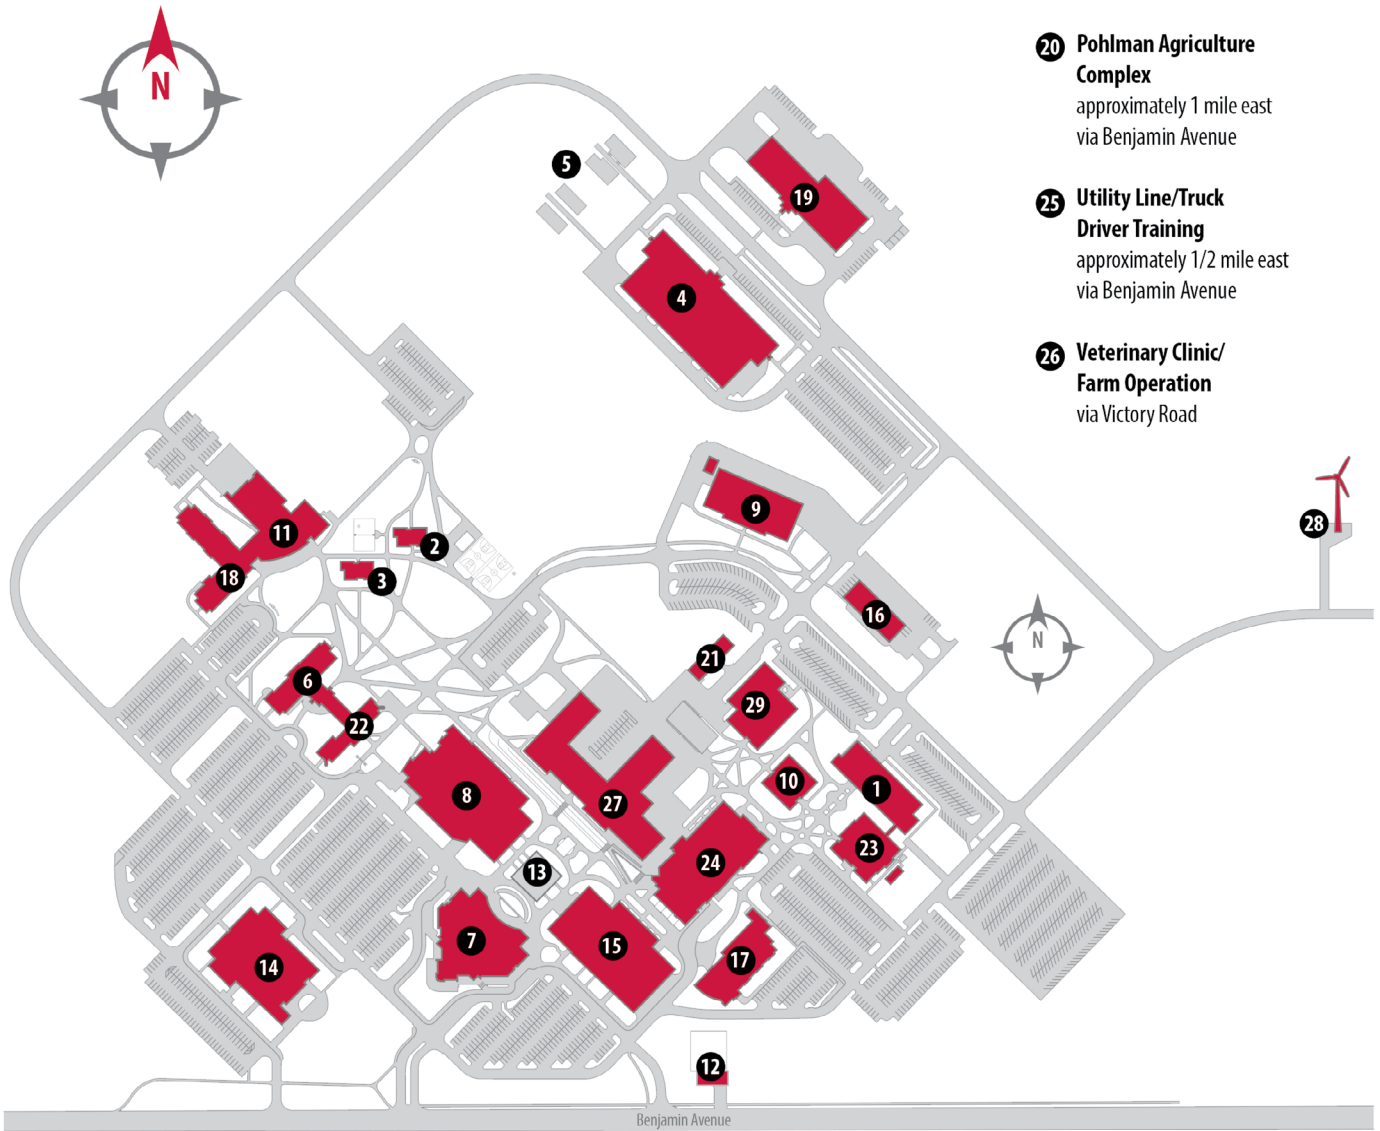 N
20 Pohlman Agriculture
Complex
approximately 1 mile east
via Benjamin Avenue
25 Utility Line/Truck
Driver Training
approximately 1/2 mile east
via Benjamin Avenue
26 Veterinary Clinic/
Farm Operation
via Victory Road
5
19
4
9
28
11
2
18
3
16
N
21
6
29
22
10
1
8
27
23
24
13
7
15
17
14
12
Benjamin Avenue